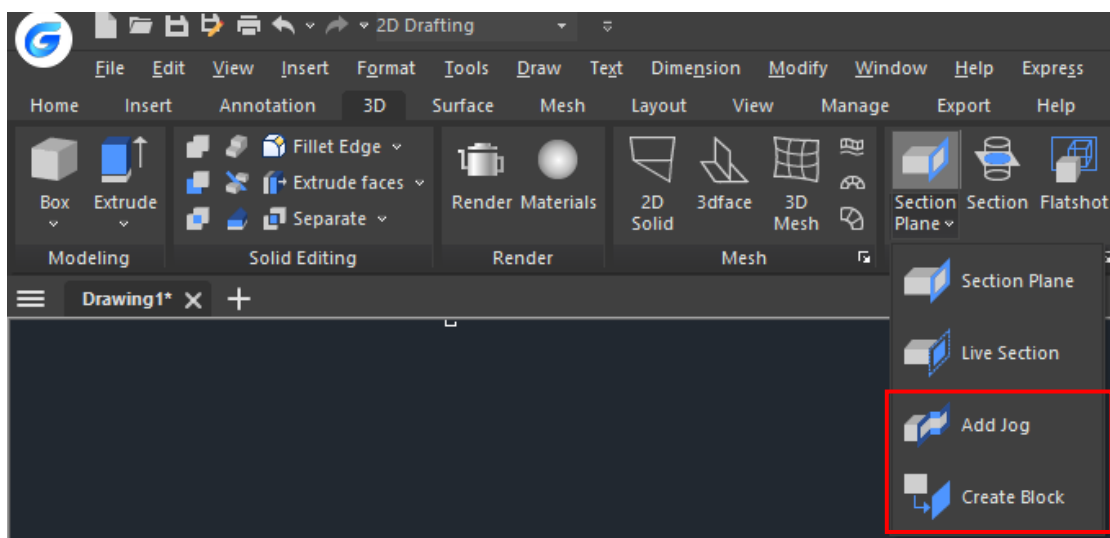 2D Drafting
File Edit View Insert Format Tools Draw Text Dimension Modify Window Help Express
Home Insert Annotation 3D Surface Mesh Layout View Manage Export Help
Fillet Edge
Extrude faces
Separate
Box Extrude Render Materials 2D Solid 3dface 3D Mesh Section Plane Section Flatshot
Modeling Solid Editing Render Mesh
Drawing1*
Section Plane
Live Section
Add Jog
Create Block